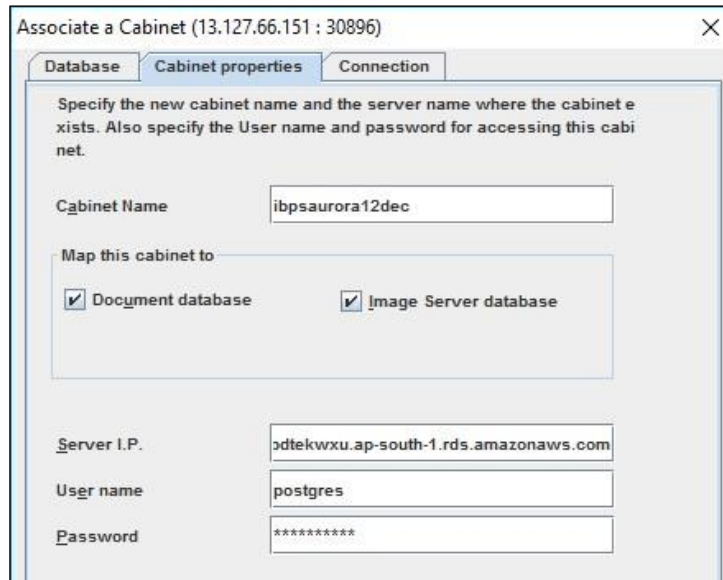 Associate a Cabinet (13.127.66.151 : 30896)
Database Cabinet properties Connection
Specify the new cabinet name and the server name where the cabinet e
xists. Also specify the User name and password for accessing this cabi
net.
Cabinet Name ibpsaurora12dec
Map this cabinet to
Document database Image Server database
Server I.P. odtekwxu.ap-south-1.rds.amazonaws.com
User name postgres
Password **********